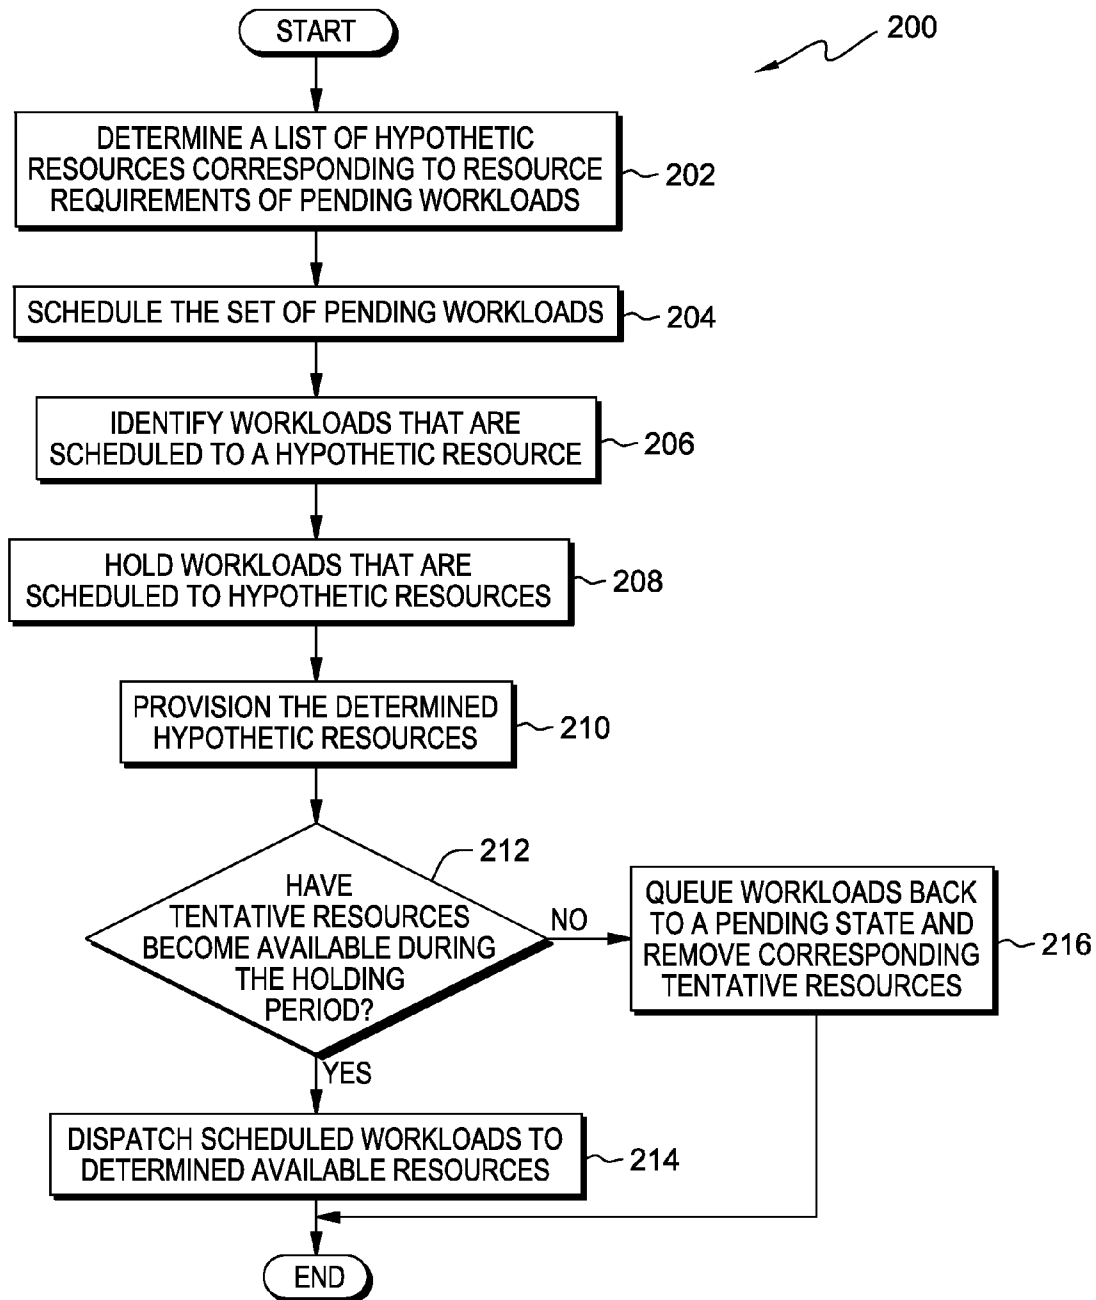 START
200
DETERMINE A LIST OF HYPOTHETIC
RESOURCES CORRESPONDING TO RESOURCE
REQUIREMENTS OF PENDING WORKLOADS
202
SCHEDULE THE SET OF PENDING WORKLOADS
204
IDENTIFY WORKLOADS THAT ARE
SCHEDULED TO A HYPOTHETIC RESOURCE
206
HOLD WORKLOADS THAT ARE
SCHEDULED TO HYPOTHETIC RESOURCES
208
PROVISION THE DETERMINED
HYPOTHETIC RESOURCES
210
212
HAVE
TENTATIVE RESOURCES
BECOME AVAILABLE DURING
THE HOLDING
PERIOD?
NO
QUEUE WORKLOADS BACK
TO A PENDING STATE AND
REMOVE CORRESPONDING
TENTATIVE RESOURCES
216
YES
DISPATCH SCHEDULED WORKLOADS TO
DETERMINED AVAILABLE RESOURCES
214
END